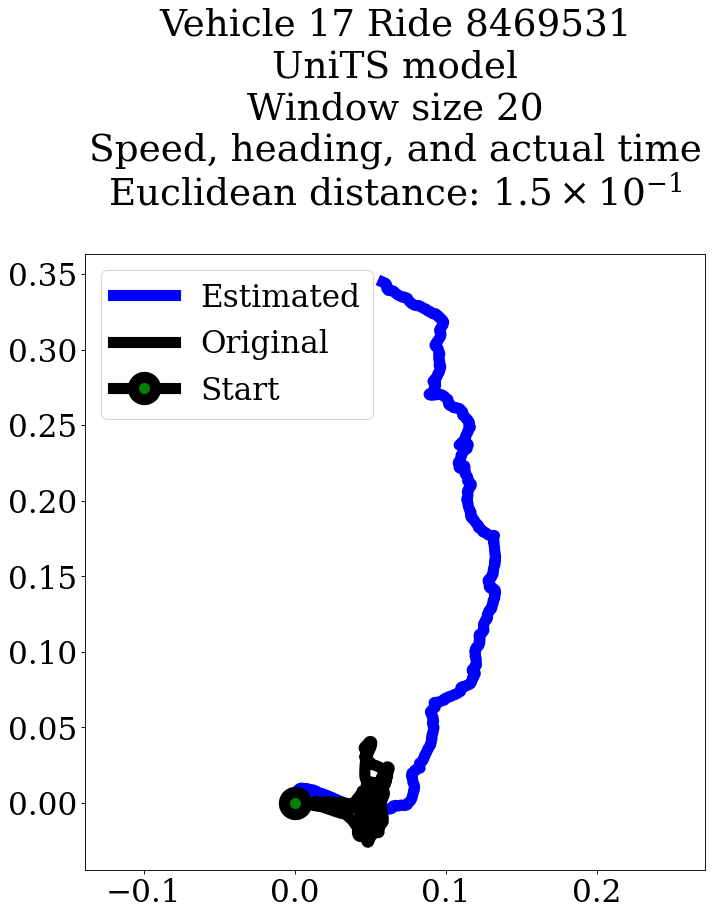 Vehicle 17 Ride 8469531
UniTS model
Window size 20
Speed, heading, and actual time
Euclidean distance: 1.5 × 10⁻¹
Estimated
Original
Start
0.35
0.30
0.25
0.20
0.15
0.10
0.05
0.00
−0.1 0.0 0.1 0.2